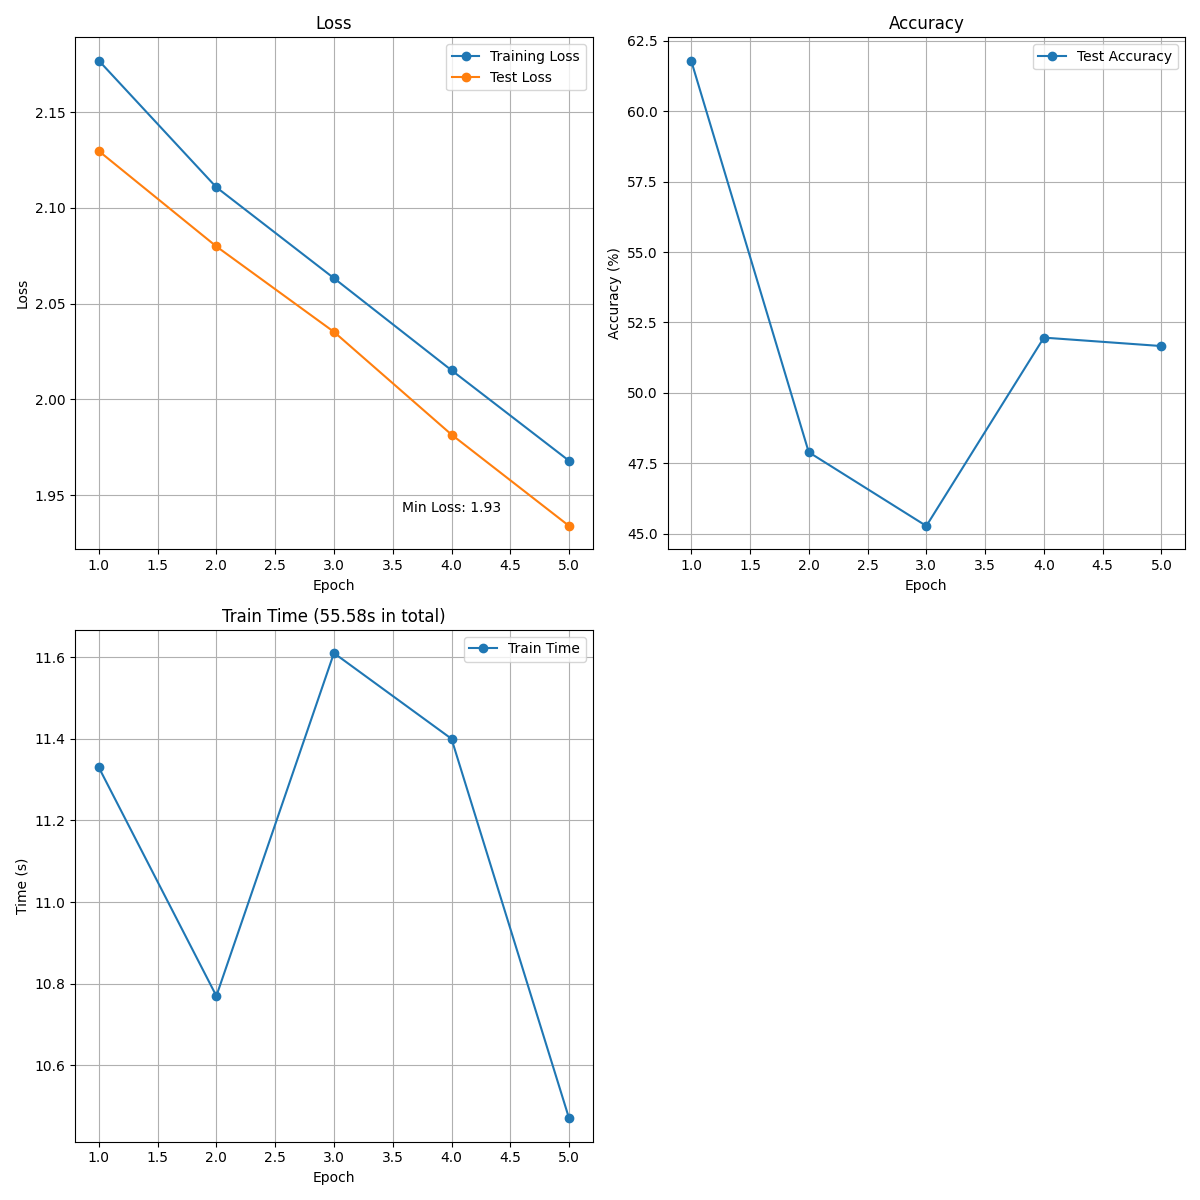 Loss
Training Loss
Test Loss
2.15
2.10
2.05
2.00
1.95
Loss
Min Loss: 1.93
1.0 1.5 2.0 2.5 3.0 3.5 4.0 4.5 5.0
Epoch
Accuracy
Test Accuracy
62.5
60.0
57.5
55.0
52.5
50.0
47.5
45.0
Accuracy (%)
1.0 1.5 2.0 2.5 3.0 3.5 4.0 4.5 5.0
Epoch
Train Time (55.58s in total)
Train Time
11.6
11.4
11.2
11.0
10.8
10.6
Time (s)
1.0 1.5 2.0 2.5 3.0 3.5 4.0 4.5 5.0
Epoch